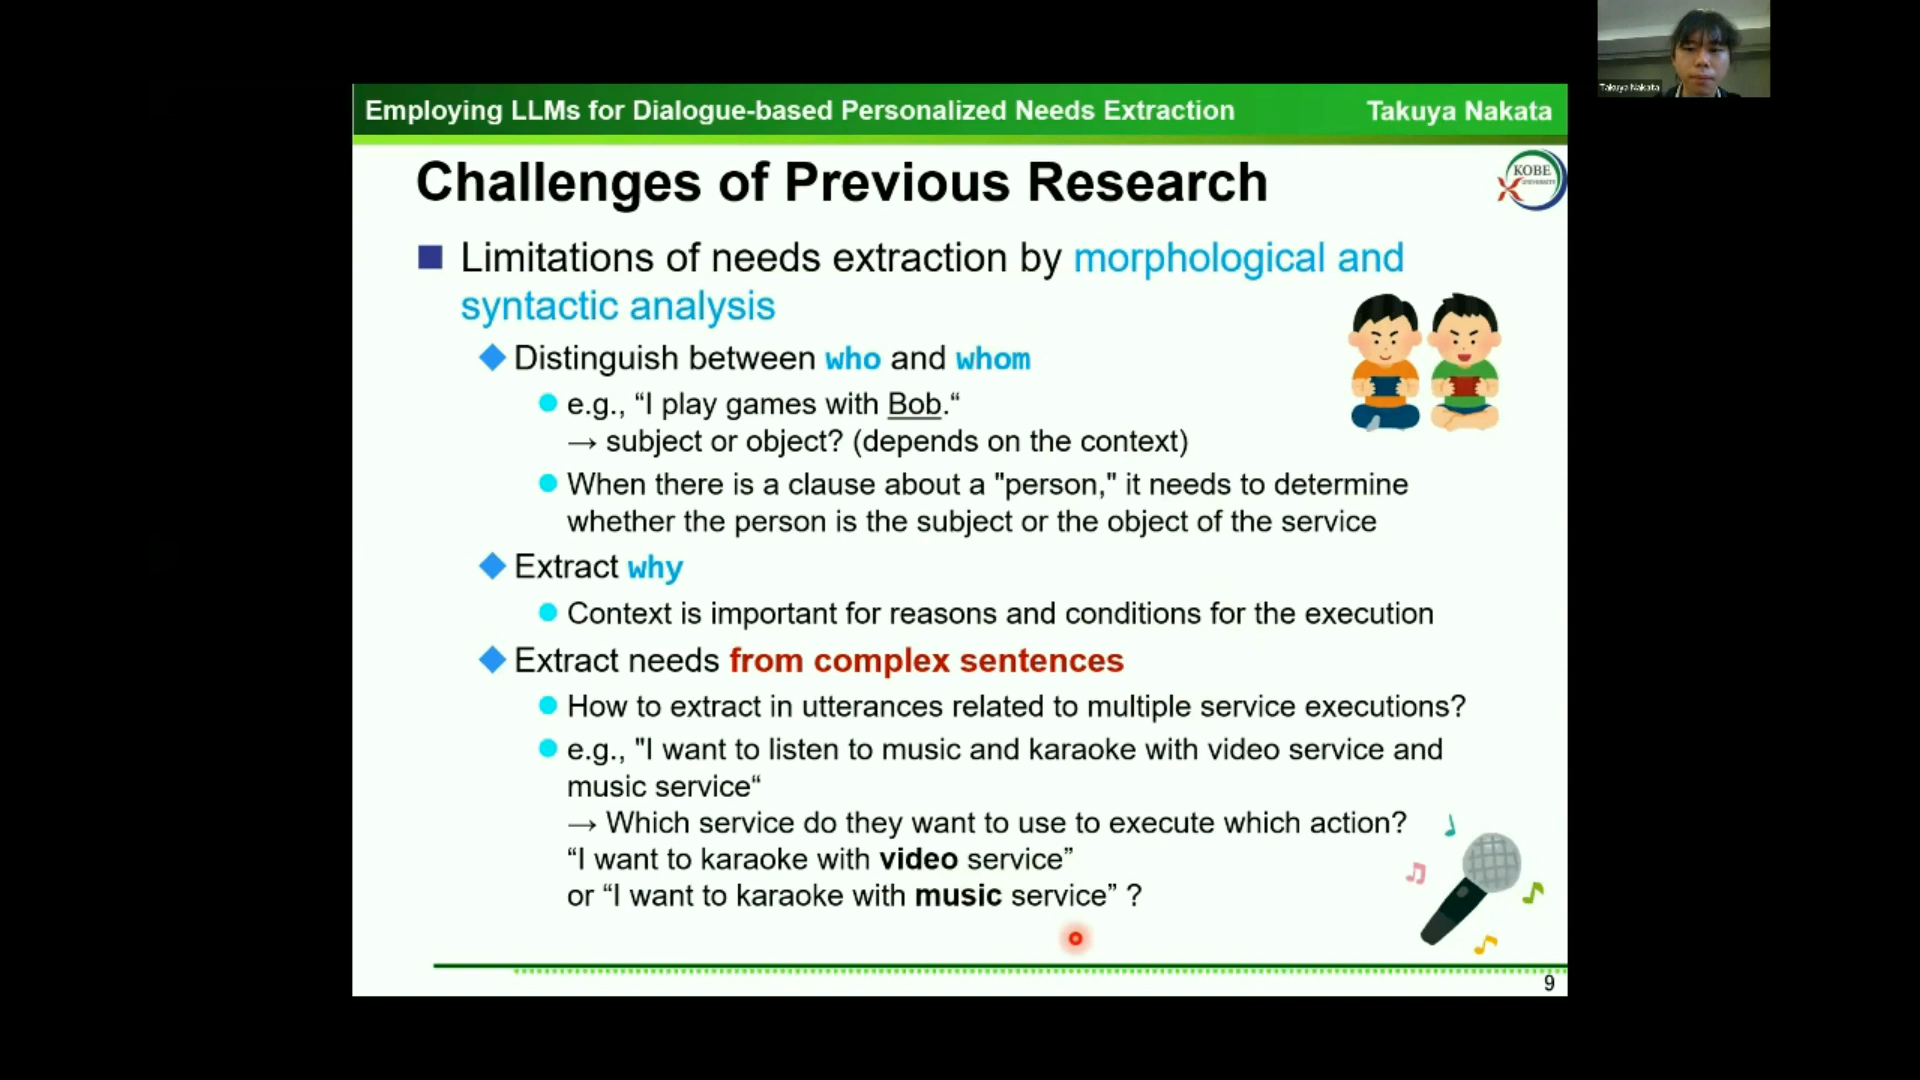 Takuya Nakata
Employing LLMs for Dialogue-based Personalized Needs Extraction
Takuya Nakata
Challenges of Previous Research
KOBE
UNIVERSITY
Limitations of needs extraction by morphological and
syntactic analysis
Distinguish between who and whom
e.g., “I play games with Bob.“
→ subject or object? (depends on the context)
When there is a clause about a "person," it needs to determine
whether the person is the subject or the object of the service
Extract why
Context is important for reasons and conditions for the execution
Extract needs from complex sentences
How to extract in utterances related to multiple service executions?
e.g., "I want to listen to music and karaoke with video service and
music service“
→ Which service do they want to use to execute which action?
“I want to karaoke with video service”
or “I want to karaoke with music service” ?
9